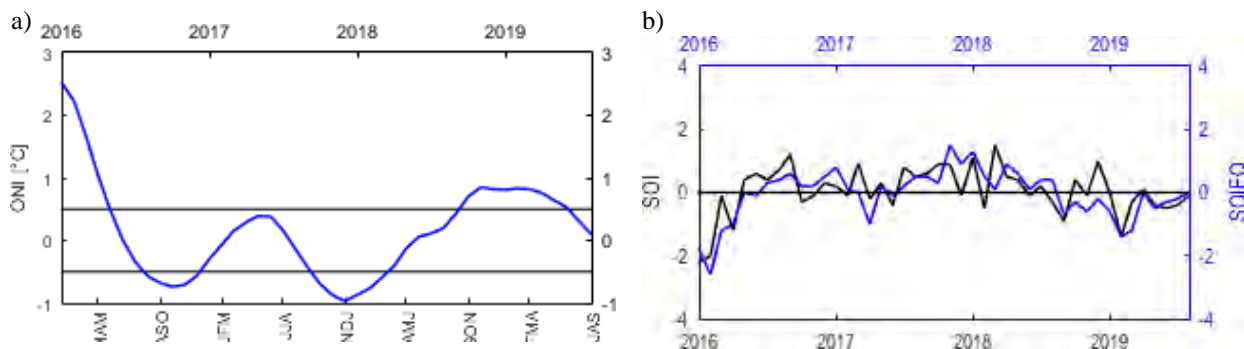 a)
2016 2017 2018 2019
3 3
2 2
1 1
0 0
-1 -1
ONI [°C]
MAM ASO JFM JJA NDJ AMJ SON FMA JAS
b)
2016 2017 2018 2019
4 4
2 2
0 0
-2 -2
-4 -4
SOI
SOIEQ
2016 2017 2018 2019